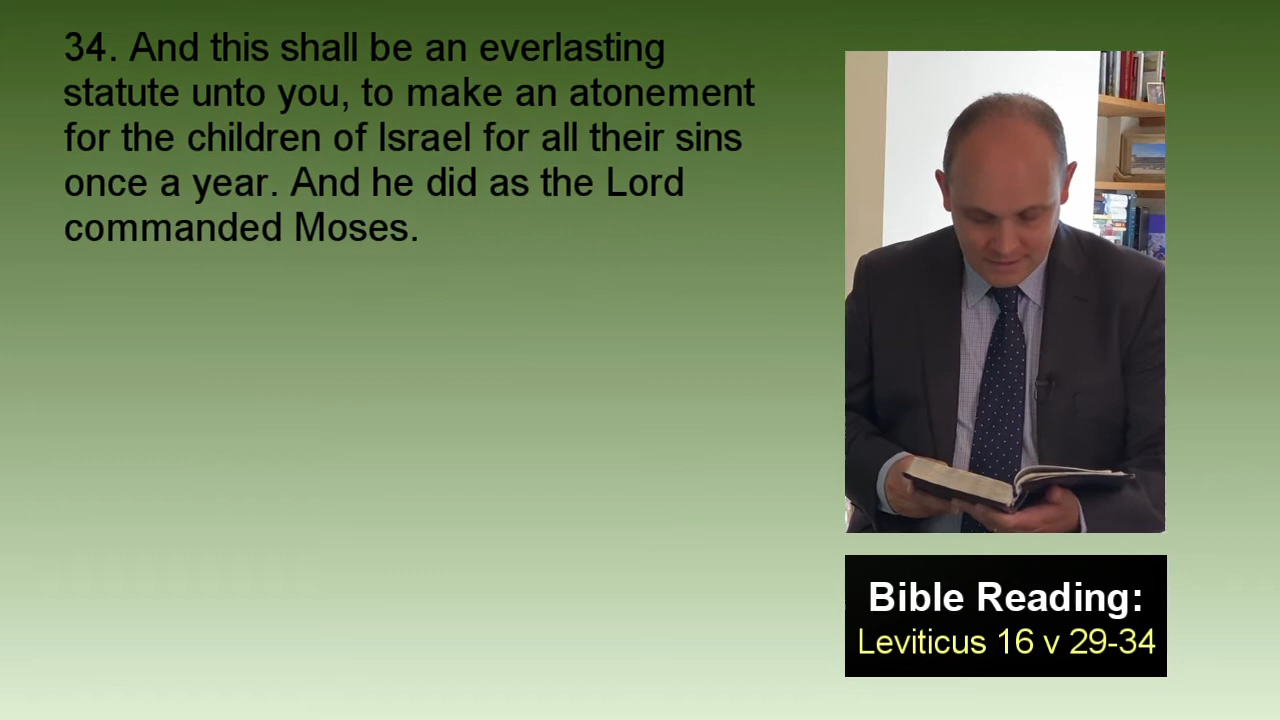 34. And this shall be an everlasting
statute unto you, to make an atonement
for the children of Israel for all their sins
once a year. And he did as the Lord
commanded Moses.
Bible Reading:
Leviticus 16 v 29-34